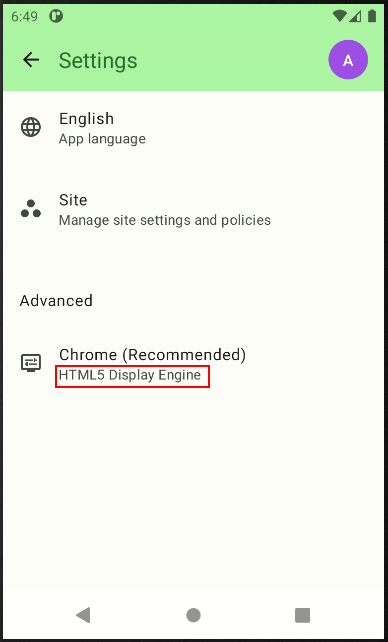 6:49
Settings
A
English
App language
Site
Manage site settings and policies
Advanced
Chrome (Recommended)
HTML5 Display Engine